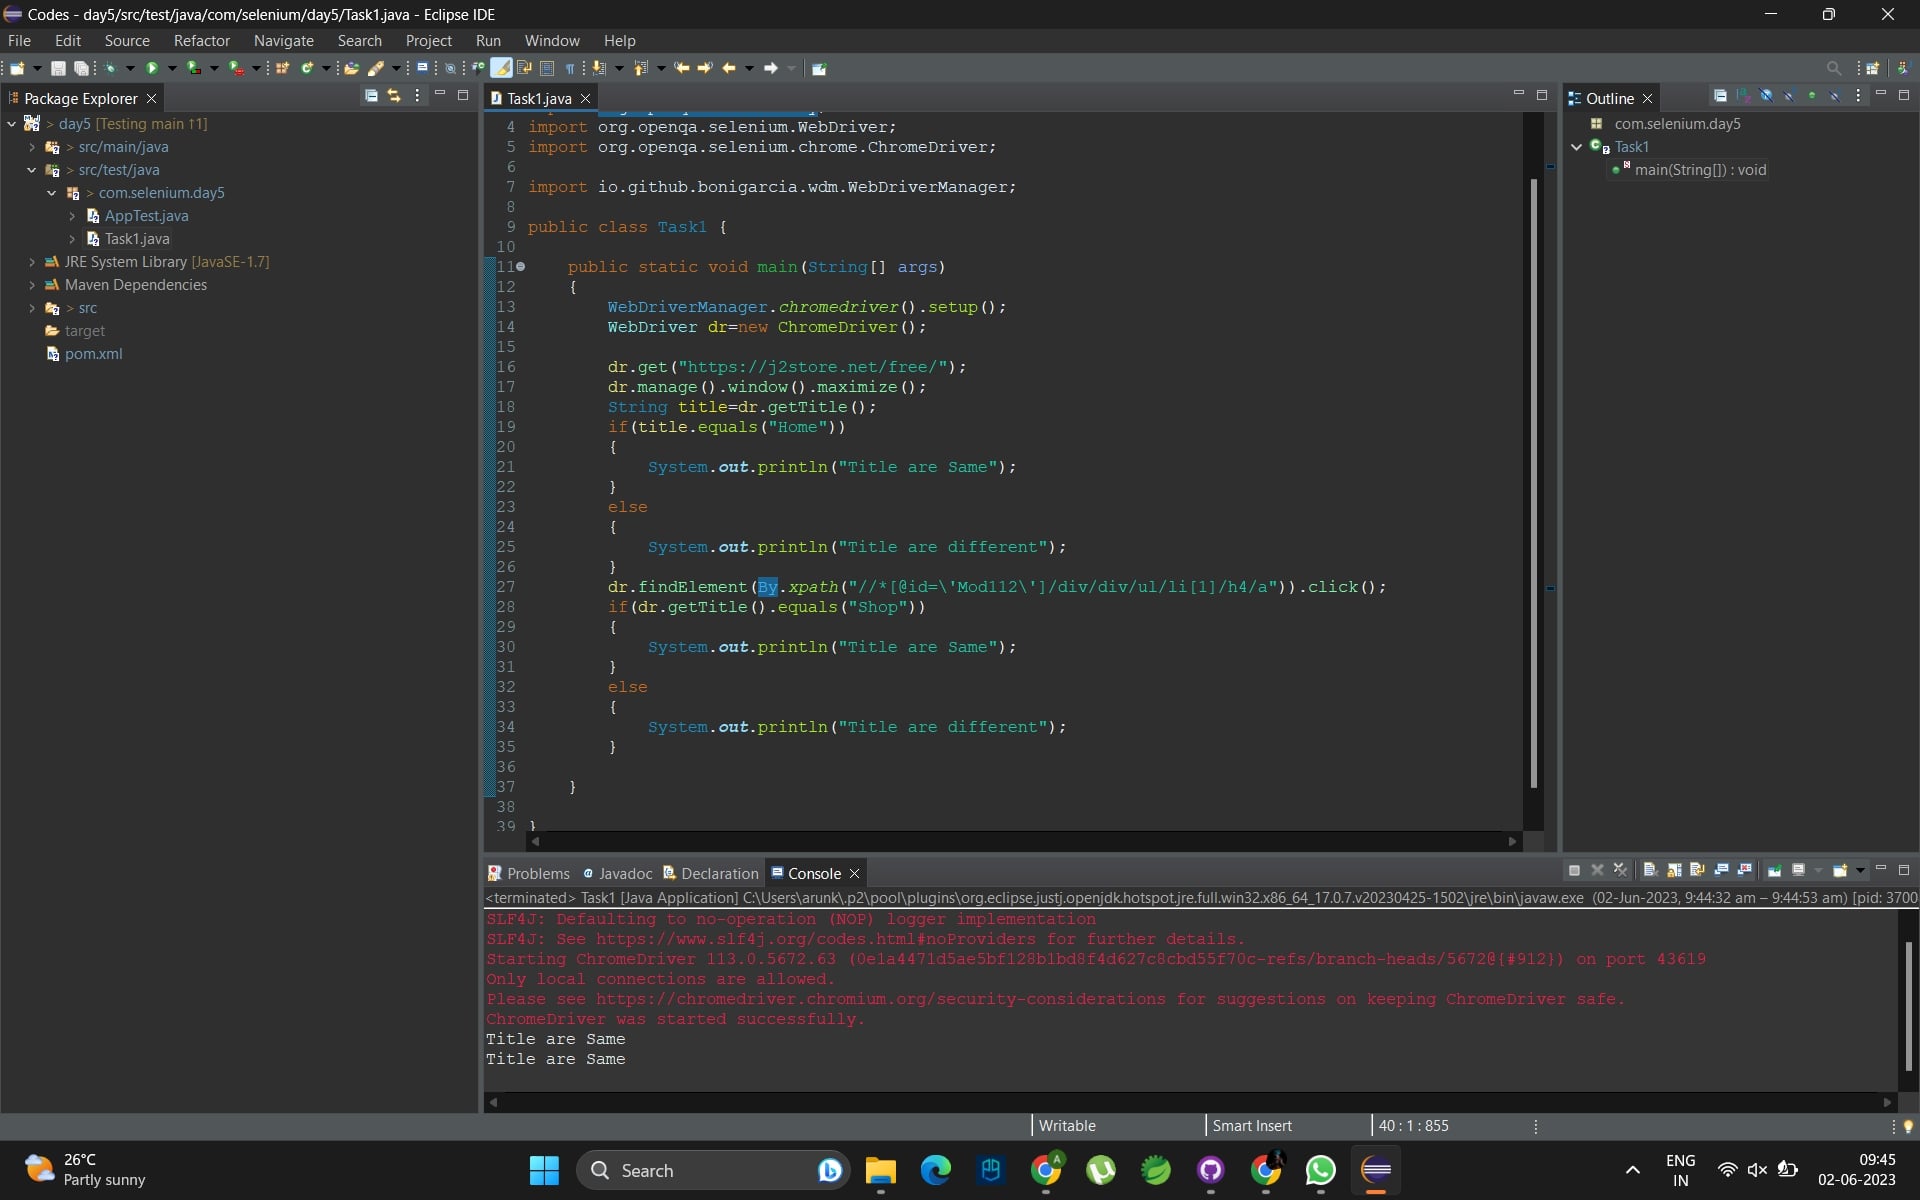 Codes - day5/src/test/java/com/selenium/day5/Task1.java - Eclipse IDE
File Edit Source Refactor Navigate Search Project Run Window Help
Package Explorer
day5 [Testing main ↑1]
> src/main/java
> src/test/java
> com.selenium.day5
AppTest.java
Task1.java
JRE System Library [JavaSE-1.7]
Maven Dependencies
> src
target
pom.xml
Task1.java
4 import org.openqa.selenium.WebDriver;
5 import org.openqa.selenium.chrome.ChromeDriver;
6
7 import io.github.bonigarcia.wdm.WebDriverManager;
8
9 public class Task1 {
10
11 public static void main(String[] args)
12 {
13 WebDriverManager.chromedriver().setup();
14 WebDriver dr=new ChromeDriver();
15
16 dr.get("https://j2store.net/free/");
17 dr.manage().window().maximize();
18 String title=dr.getTitle();
19 if(title.equals("Home"))
20 {
21 System.out.println("Title are Same");
22 }
23 else
24 {
25 System.out.println("Title are different");
26 }
27 dr.findElement(By.xpath("//*[@id=\'Mod112\']/div/div/ul/li[1]/h4/a")).click();
28 if(dr.getTitle().equals("Shop"))
29 {
30 System.out.println("Title are Same");
31 }
32 else
33 {
34 System.out.println("Title are different");
35 }
36
37 }
38
39 }
Outline
com.selenium.day5
Task1
main(String[]) : void
Problems Javadoc Declaration Console
<terminated> Task1 [Java Application] C:\Users\arunk\.p2\pool\plugins\org.eclipse.justj.openjdk.hotspot.jre.full.win32.x86_64_17.0.7.v20230425-1502\jre\bin\javaw.exe (02-Jun-2023, 9:44:32 am – 9:44:53 am) [pid: 3700
SLF4J: Defaulting to no-operation (NOP) logger implementation
SLF4J: See https://www.slf4j.org/codes.html#noProviders for further details.
Starting ChromeDriver 113.0.5672.63 (0e1a4471d5ae5bf128b1bd8f4d627c8cbd55f70c-refs/branch-heads/5672@{#912}) on port 43619
Only local connections are allowed.
Please see https://chromedriver.chromium.org/security-considerations for suggestions on keeping ChromeDriver safe.
ChromeDriver was started successfully.
Title are Same
Title are Same
Writable Smart Insert 40 : 1 : 855
26°C
Partly sunny
Search
ENG
IN
09:45
02-06-2023